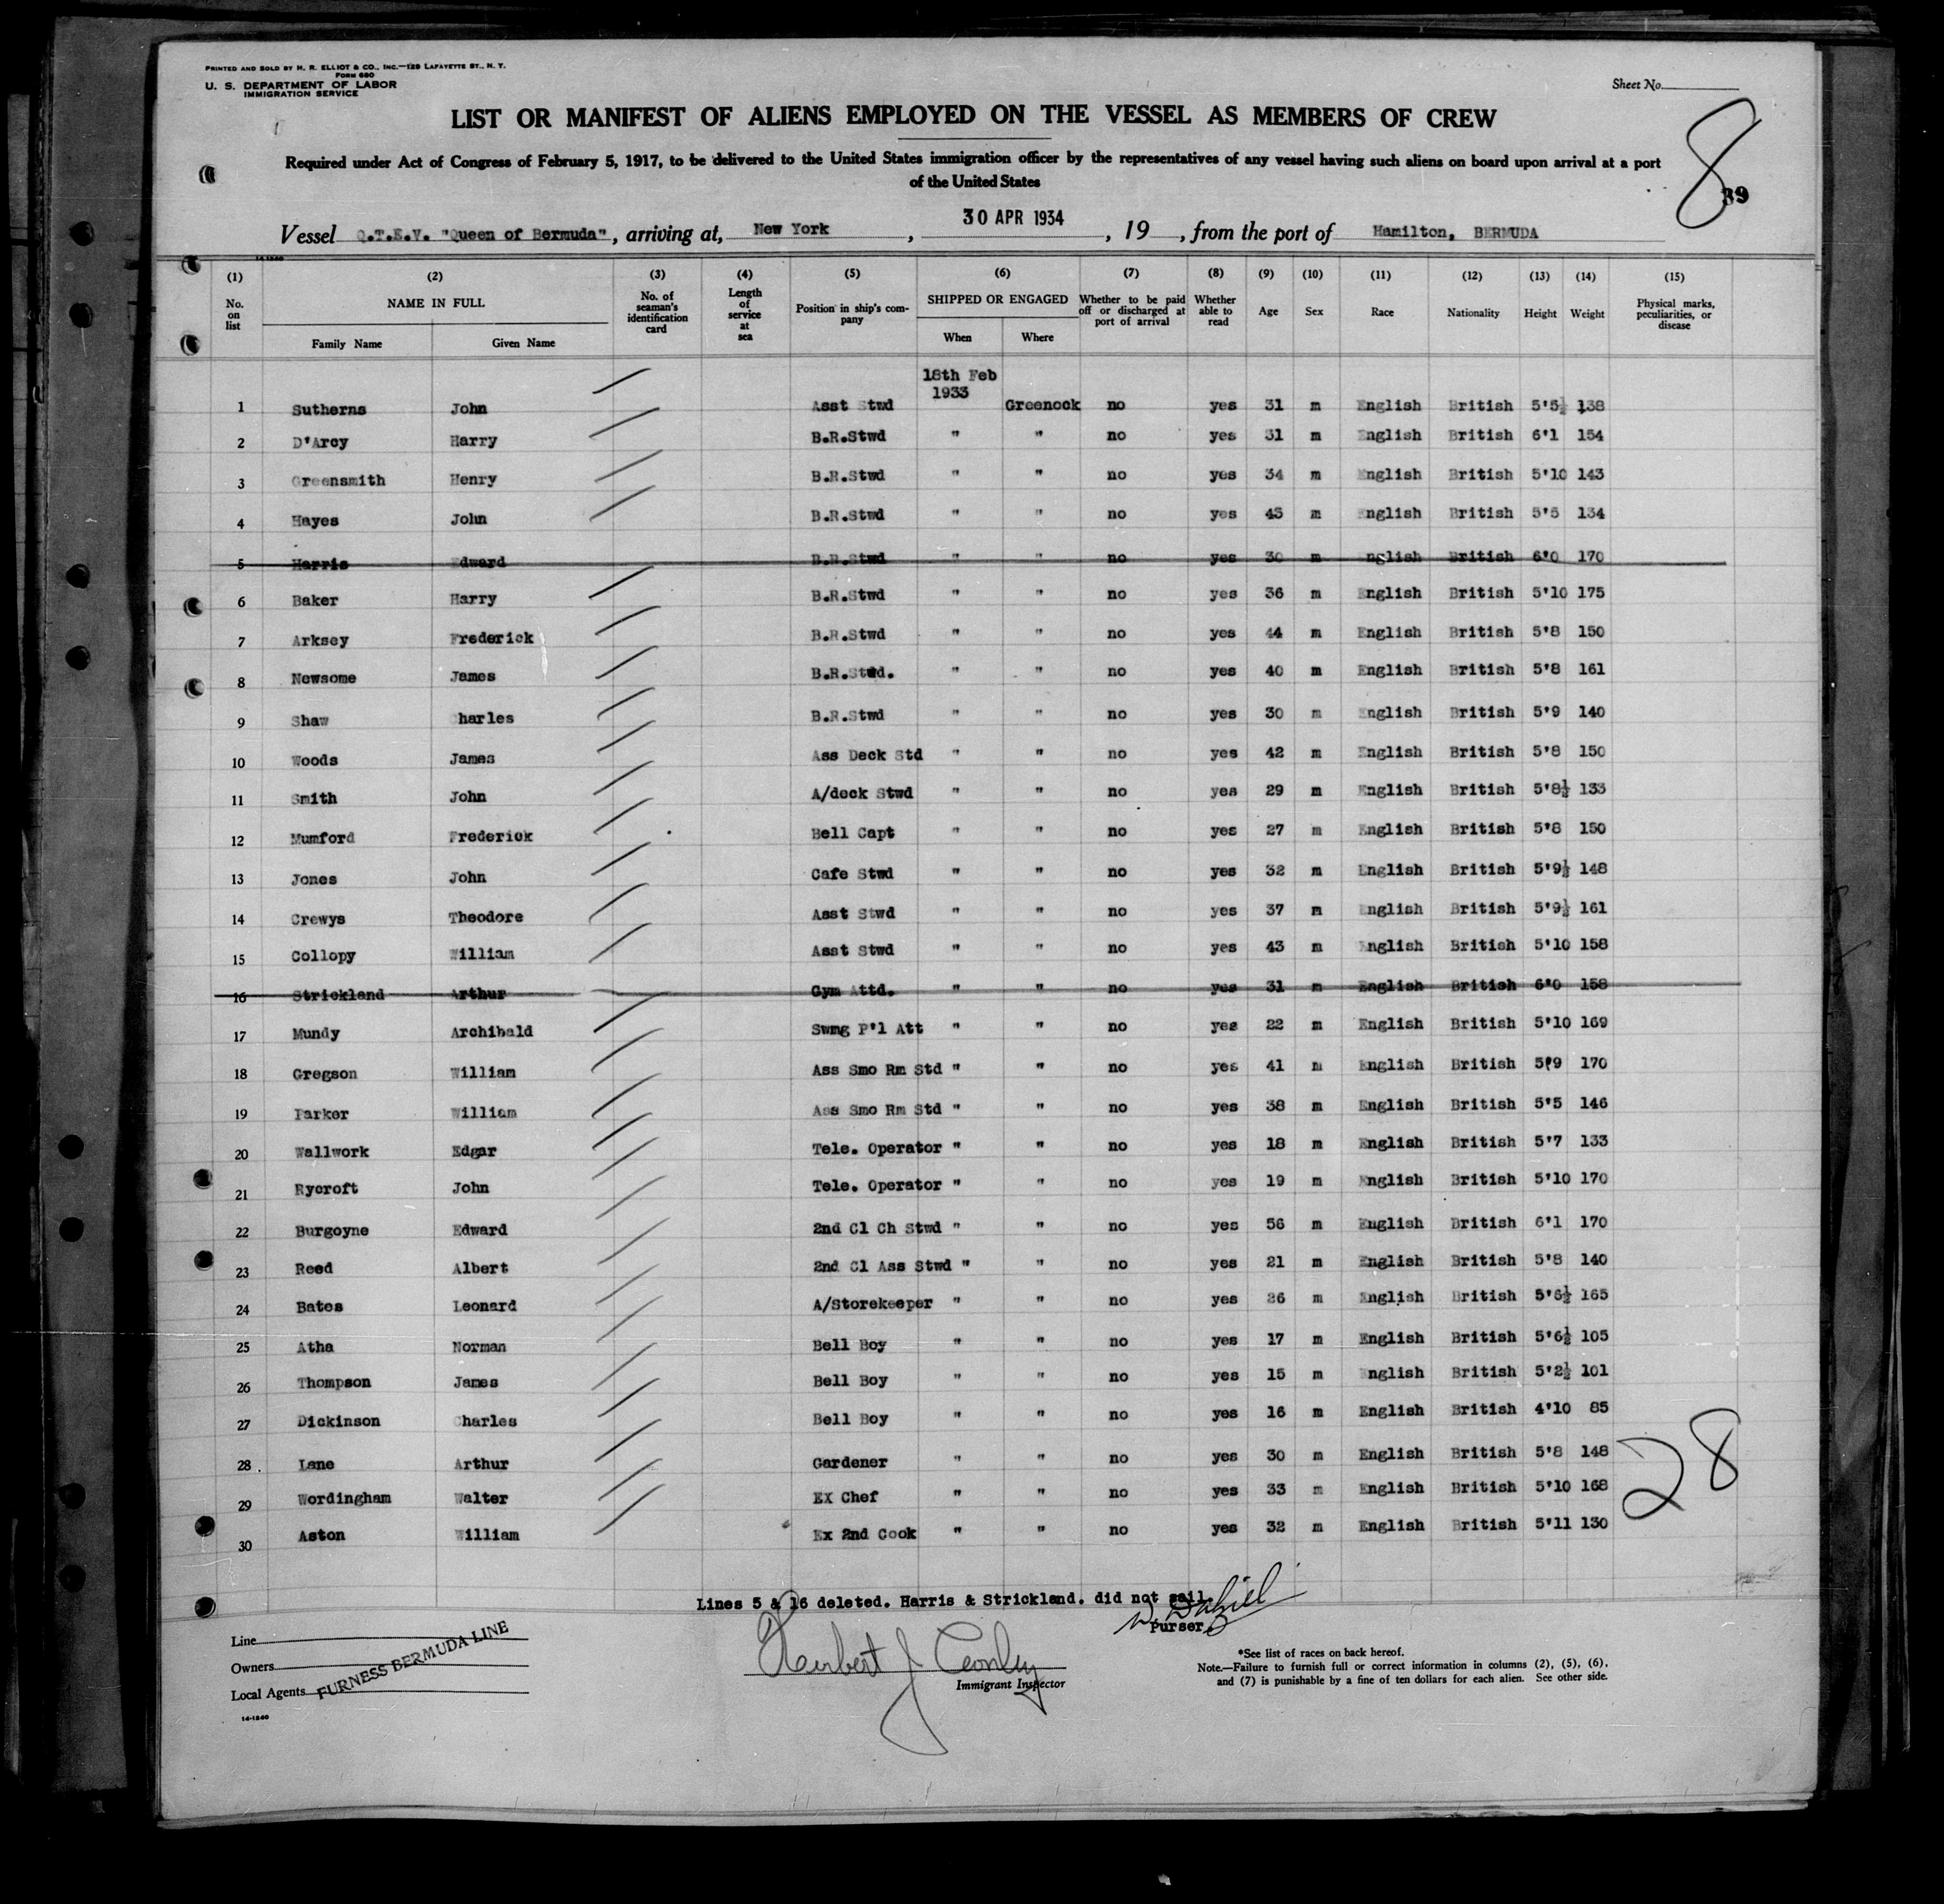 PRINTED AND SOLD BY H. R. ELLIOT & CO., INC.—129 LAFAYETTE ST., N. Y.
FORM 680
U. S. DEPARTMENT OF LABOR
IMMIGRATION SERVICE
Sheet No.
LIST OR MANIFEST OF ALIENS EMPLOYED ON THE VESSEL AS MEMBERS OF CREW
8
39
Required under Act of Congress of February 5, 1917, to be delivered to the United States immigration officer by the representatives of any vessel having such aliens on board upon arrival at a port
of the United States
Vessel Q.T.E.V. "Queen of Bermuda", arriving at, New York, 30 APR 1934, 19 , from the port of Hamilton, BERMUDA
14-1240
(1) (2) (3) (4) (5) (6) (7) (8) (9) (10) (11) (12) (13) (14) (15)
No. on list NAME IN FULL Family Name Given Name No. of seaman's identification card Length of service at sea Position in ship's company SHIPPED OR ENGAGED When Where Whether to be paid off or discharged at port of arrival Whether able to read Age Sex Race Nationality Height Weight Physical marks, peculiarities, or disease
18th Feb
1933
1 Sutherns John Asst Stwd Greenock no yes 31 m English British 5'5½ 138
2 D'Arcy Harry B.R.Stwd " " no yes 31 m English British 6'1 154
3 Greensmith Henry B.R.Stwd " " no yes 34 m English British 5'10 143
4 Hayes John B.R.Stwd " " no yes 43 m English British 5'5 134
5 Harris Edward B.R.Stwd " " no yes 30 m English British 6'0 170
6 Baker Harry B.R.Stwd " " no yes 36 m English British 5'10 175
7 Arksey Frederick B.R.Stwd " " no yes 44 m English British 5'8 150
8 Newsome James B.R.Stwd. " " no yes 40 m English British 5'8 161
9 Shaw Charles B.R.Stwd " " no yes 30 m English British 5'9 140
10 Woods James Ass Deck Std " " no yes 42 m English British 5'8 150
11 Smith John A/deck Stwd " " no yes 29 m English British 5'8½ 133
12 Mumford Frederick Bell Capt " " no yes 27 m English British 5'8 150
13 Jones John Cafe Stwd " " no yes 32 m English British 5'9½ 148
14 Crewys Theodore Asst Stwd " " no yes 37 m English British 5'9½ 161
15 Collopy William Asst Stwd " " no yes 43 m English British 5'10 158
16 Strickland Arthur Gym Attd. " " no yes 31 m English British 6'0 158
17 Mundy Archibald Swmg P'l Att " " no yes 22 m English British 5'10 169
18 Gregson William Ass Smo Rm Std " " no yes 41 m English British 5'9 170
19 Parker William Ass Smo Rm Std " " no yes 38 m English British 5'5 146
20 Wallwork Edgar Tele. Operator " " no yes 18 m English British 5'7 133
21 Rycroft John Tele. Operator " " no yes 19 m English British 5'10 170
22 Burgoyne Edward 2nd Cl Ch Stwd " " no yes 56 m English British 6'1 170
23 Reed Albert 2nd Cl Ass Stwd " " no yes 21 m English British 5'8 140
24 Bates Leonard A/Storekeeper " " no yes 26 m English British 5'6½ 165
25 Atha Norman Bell Boy " " no yes 17 m English British 5'6½ 105
26 Thompson James Bell Boy " " no yes 15 m English British 5'2½ 101
27 Dickinson Charles Bell Boy " " no yes 16 m English British 4'10 85
28 Lane Arthur Gardener " " no yes 30 m English British 5'8 148
29 Wordingham Walter EX Chef " " no yes 33 m English British 5'10 168
30 Aston William Ex 2nd Cook " " no yes 32 m English British 5'11 130
28
Lines 5 & 16 deleted. Harris & Strickland. did not sail.
Purser
Line
Owners
Local Agents FURNESS BERMUDA LINE
14-1240
Herbert J
Immigrant Inspector
*See list of races on back hereof.
Note.—Failure to furnish full or correct information in columns (2), (5), (6),
and (7) is punishable by a fine of ten dollars for each alien. See other side.